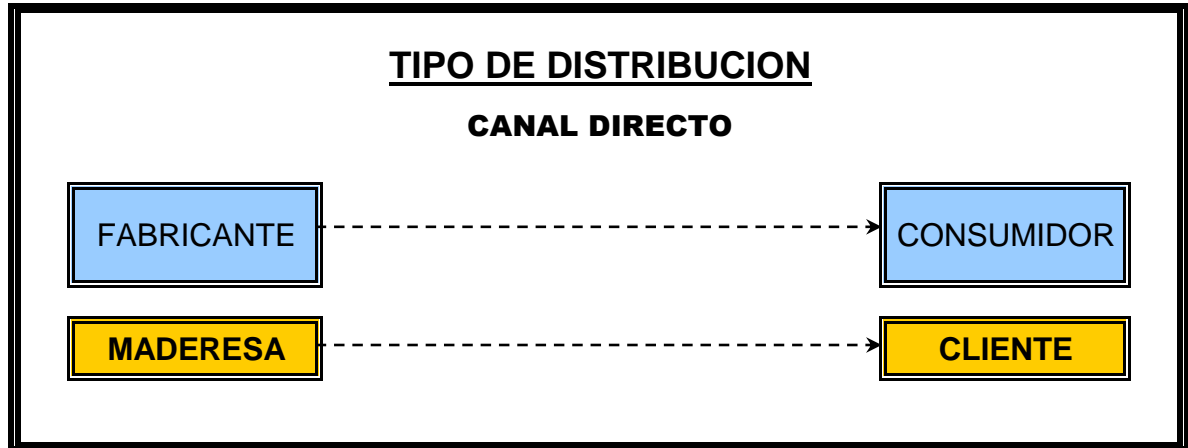 TIPO DE DISTRIBUCION
CANAL DIRECTO
FABRICANTE
CONSUMIDOR
MADERESA
CLIENTE